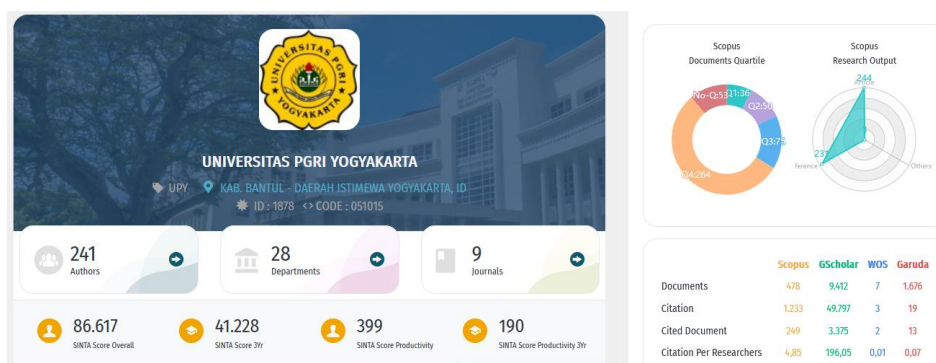 UNIVERSITAS PGRI
YOGYAKARTA
UNIVERSITAS PGRI YOGYAKARTA
UPY KAB. BANTUL - DAERAH ISTIMEWA YOGYAKARTA, ID
ID : 1878 <> CODE : 051015
241
Authors
28
Departments
9
Journals
86.617
SINTA Score Overall
41.228
SINTA Score 3Yr
399
SINTA Score Productivity
190
SINTA Score Productivity 3Yr
Scopus
Documents Quartile
No-Q:53
Q1:36
Q2:50
Q4:264
Scopus
Research Output
244
Article
ference
Others
Scopus GScholar WOS Garuda
Documents 478 9.412 7 1.676
Citation 1.233 49.797 3 19
Cited Document 249 3.375 2 13
Citation Per Researchers 4,85 196,05 0,01 0,07